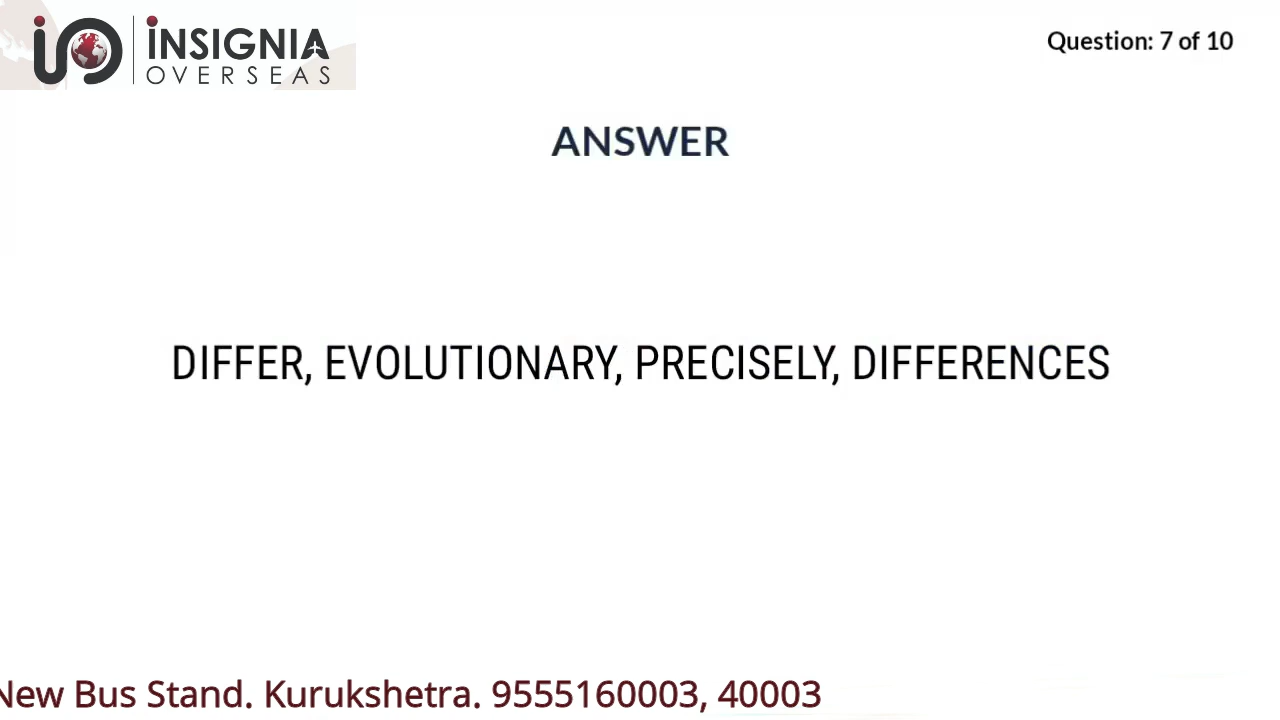 INSIGNIA
OVERSEAS
Question: 7 of 10
ANSWER
DIFFER, EVOLUTIONARY, PRECISELY, DIFFERENCES
New Bus Stand. Kurukshetra. 9555160003, 40003